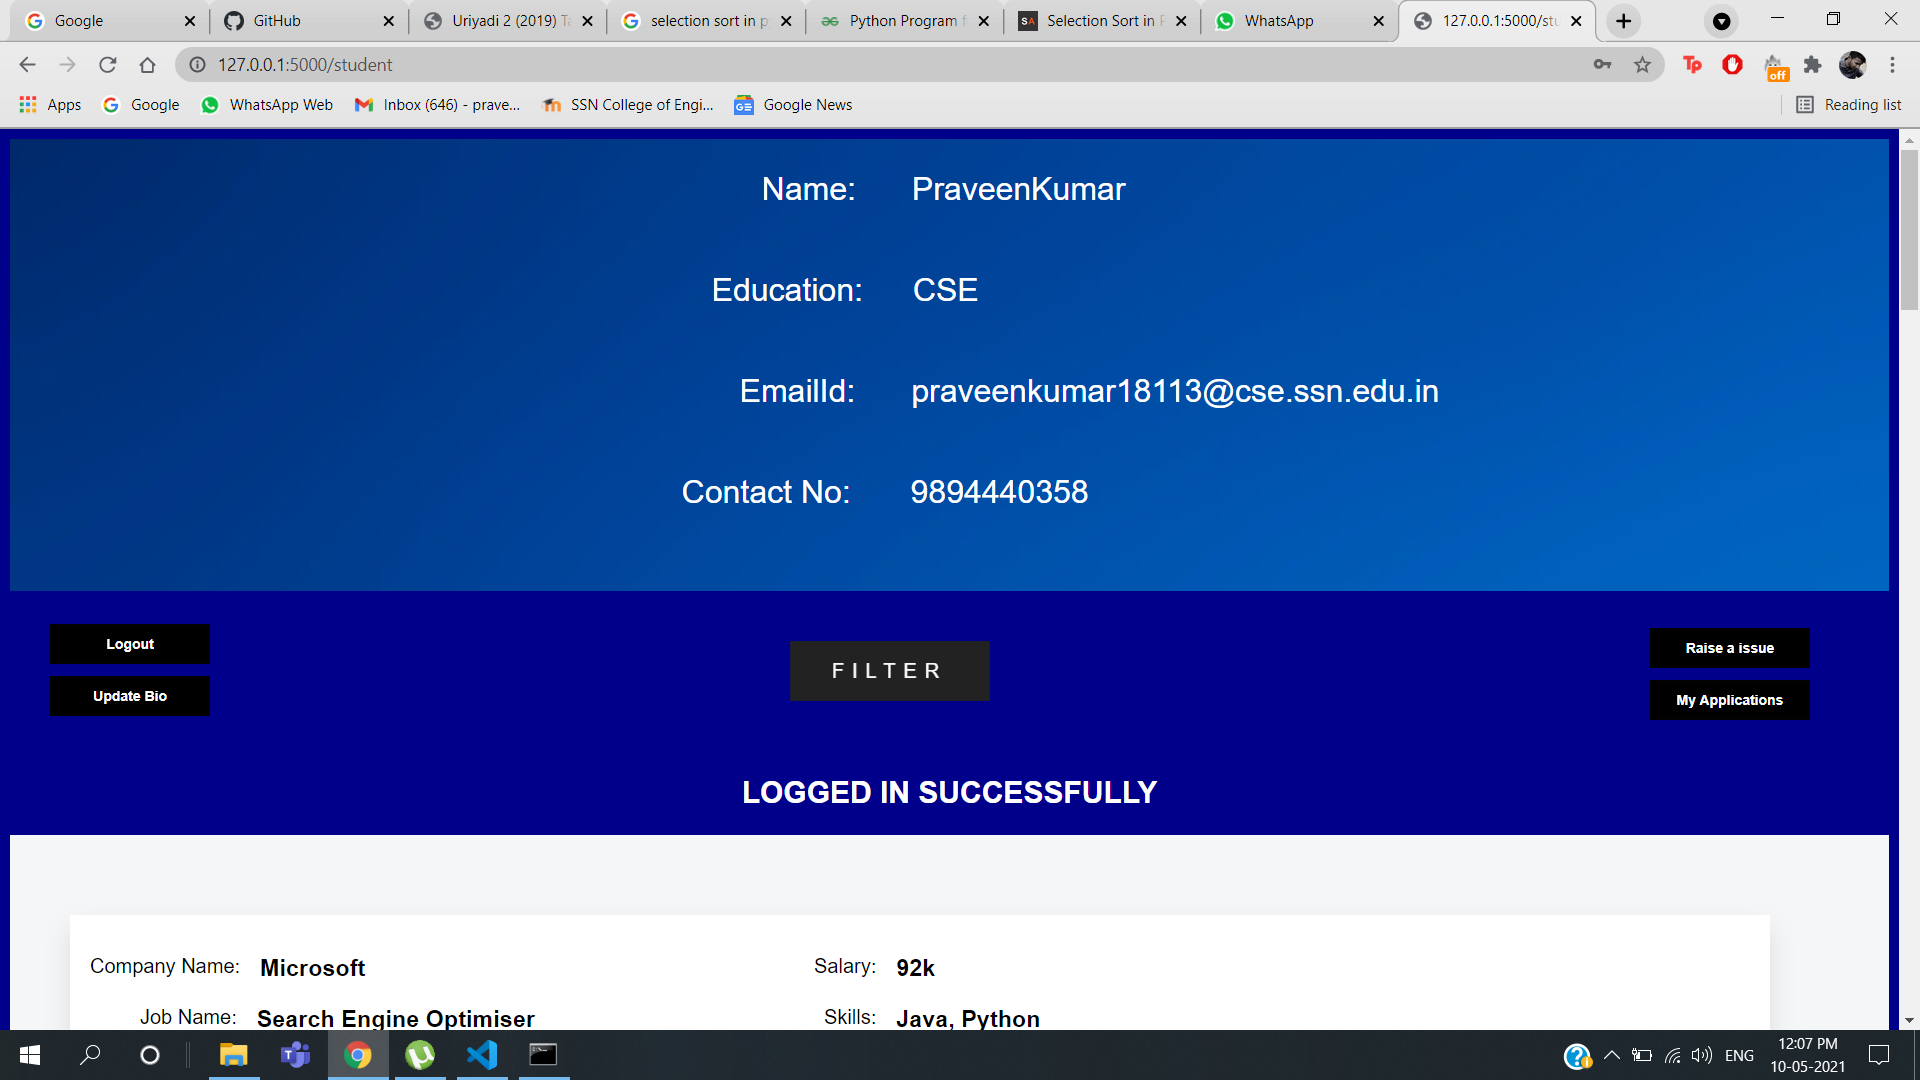 Google
GitHub
Uriyadi 2 (2019) Ta
selection sort in p
Python Program f
SA Selection Sort in P
WhatsApp
127.0.0.1:5000/stu
127.0.0.1:5000/student
Tp
off
Apps
Google
WhatsApp Web
Inbox (646) - prave...
SSN College of Engi...
Google News
Reading list
Name: PraveenKumar
Education: CSE
EmailId: praveenkumar18113@cse.ssn.edu.in
Contact No: 9894440358
Logout
Update Bio
FILTER
Raise a issue
My Applications
LOGGED IN SUCCESSFULLY
Company Name: Microsoft
Salary: 92k
Job Name: Search Engine Optimiser
Skills: Java, Python
ENG
12:07 PM
10-05-2021